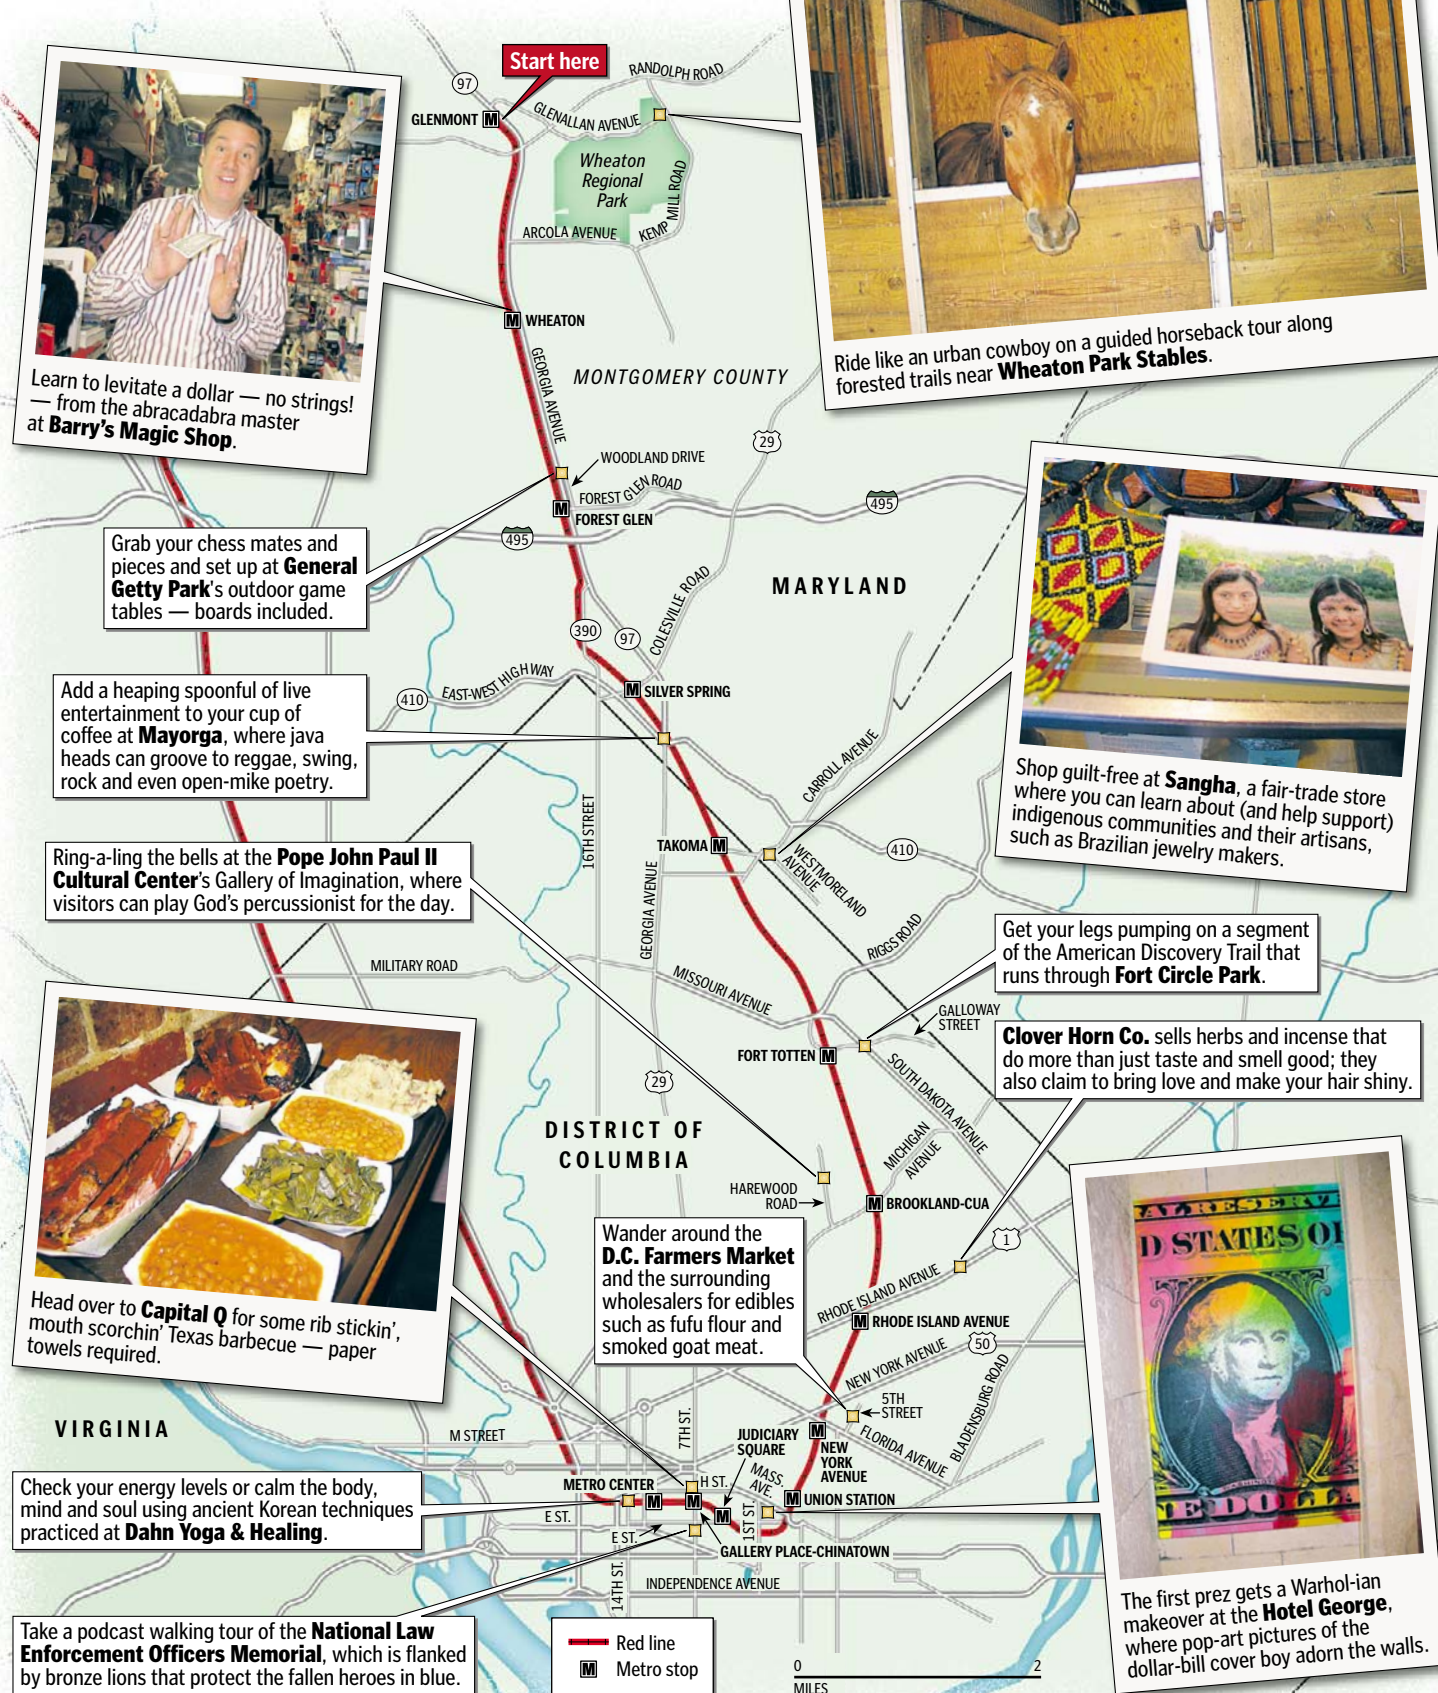 Start here
97
RANDOLPH ROAD
GLENMONT
M
GLENALLAN AVENUE
Wheaton
Regional
Park
KEMP MILL ROAD
ARCOLA AVENUE
Ride like an urban cowboy on a guided horseback tour along
forested trails near Wheaton Park Stables.
M
WHEATON
Learn to levitate a dollar — no strings!
— from the abracadabra master
at Barry's Magic Shop.
GEORGIA AVENUE
MONTGOMERY COUNTY
29
WOODLAND DRIVE
FOREST GLEN ROAD
M
FOREST GLEN
495
495
Grab your chess mates and
pieces and set up at General
Getty Park's outdoor game
tables — boards included.
MARYLAND
COLESVILLE ROAD
390
97
EAST-WEST HIGHWAY
410
M
SILVER SPRING
Add a heaping spoonful of live
entertainment to your cup of
coffee at Mayorga, where java
heads can groove to reggae, swing,
rock and even open-mike poetry.
CARROLL AVENUE
Shop guilt-free at Sangha, a fair-trade store
where you can learn about (and help support)
indigenous communities and their artisans,
such as Brazilian jewelry makers.
16TH STREET
TAKOMA
M
410
WESTMORELAND
AVENUE
Ring-a-ling the bells at the Pope John Paul II
Cultural Center's Gallery of Imagination, where
visitors can play God's percussionist for the day.
GEORGIA AVENUE
RIGGS ROAD
Get your legs pumping on a segment
of the American Discovery Trail that
runs through Fort Circle Park.
MILITARY ROAD
MISSOURI AVENUE
GALLOWAY
STREET
FORT TOTTEN
M
Clover Horn Co. sells herbs and incense that
do more than just taste and smell good; they
also claim to bring love and make your hair shiny.
29
SOUTH DAKOTA AVENUE
DISTRICT OF
COLUMBIA
MICHIGAN
AVENUE
HAREWOOD
ROAD
M
BROOKLAND-CUA
1
Wander around the
D.C. Farmers Market
and the surrounding
wholesalers for edibles
such as fufu flour and
smoked goat meat.
RHODE ISLAND AVENUE
M
RHODE ISLAND AVENUE
AL RESERVE
D STATES OF
WASHINGTON
NE DOLLA
Head over to Capital Q for some rib stickin',
mouth scorchin' Texas barbecue — paper
towels required.
NEW YORK AVENUE
50
5TH
STREET
BLADENSBURG ROAD
FLORIDA AVENUE
VIRGINIA
M STREET
7TH ST.
JUDICIARY
SQUARE
M
NEW
YORK
AVENUE
MASS.
AVE.
METRO CENTER
M
H ST.
M
M
M
UNION STATION
1ST ST.
E ST.
E ST.
GALLERY PLACE-CHINATOWN
Check your energy levels or calm the body,
mind and soul using ancient Korean techniques
practiced at Dahn Yoga & Healing.
14TH ST.
INDEPENDENCE AVENUE
The first prez gets a Warhol-ian
makeover at the Hotel George,
where pop-art pictures of the
dollar-bill cover boy adorn the walls.
Take a podcast walking tour of the National Law
Enforcement Officers Memorial, which is flanked
by bronze lions that protect the fallen heroes in blue.
Red line
M
Metro stop
0
2
MILES